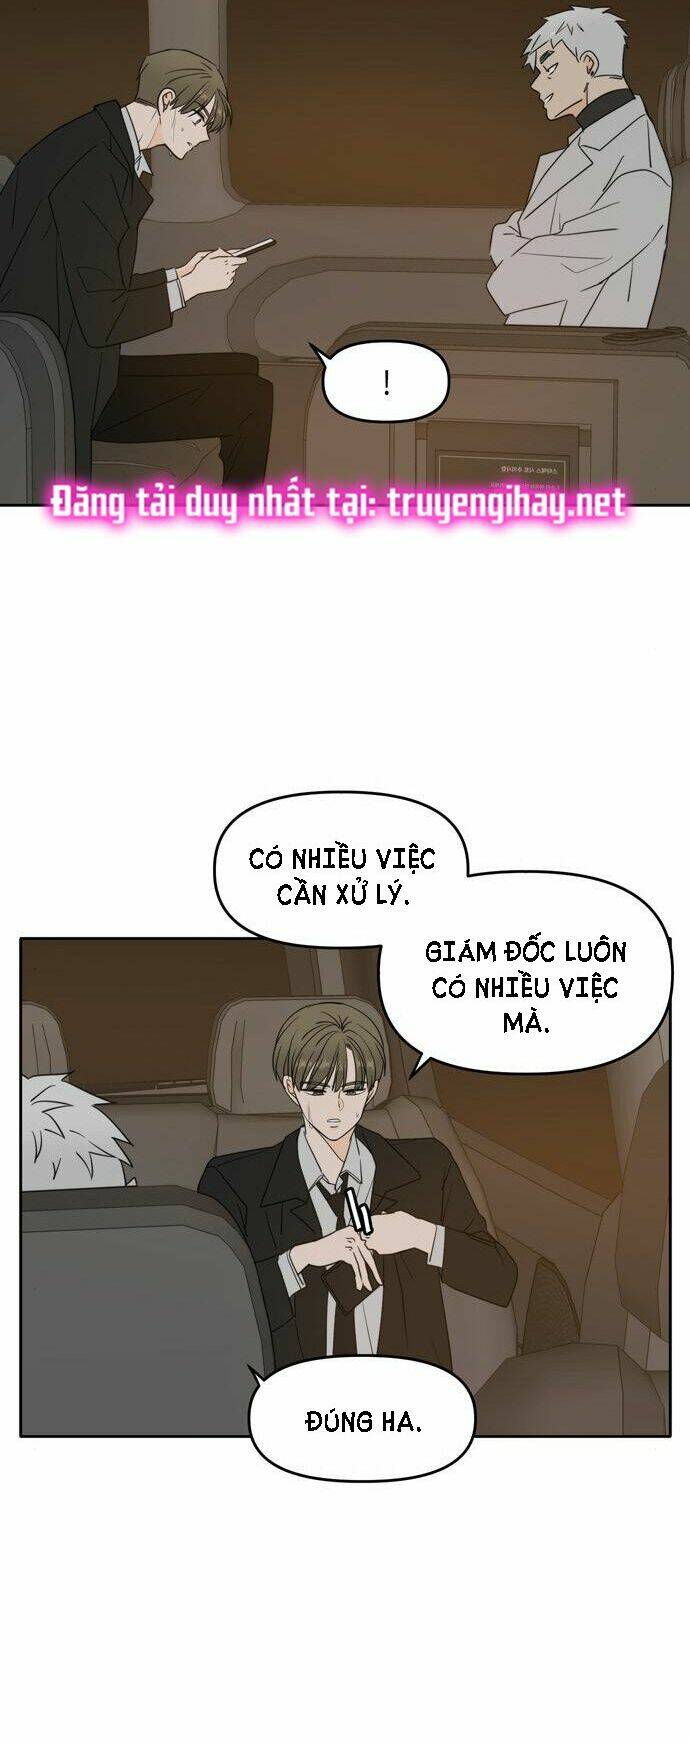 !
Đăng tải duy nhất tại: truyengihay.net
CÓ NHIỀU VIỆC
CẦN XỬ LÝ.
GIÁM ĐỐC LUÔN
CÓ NHIỀU VIỆC
MÀ.
ĐÚNG HA.